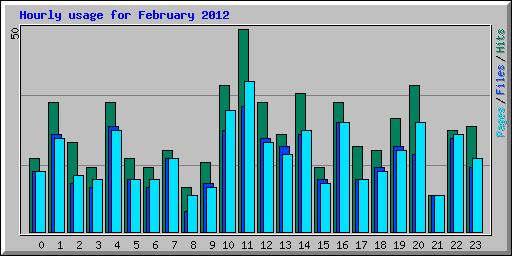 Hourly usage for February 2012
50
Pages/Files/Hits
0 1 2 3 4 5 6 7 8 9 10 11 12 13 14 15 16 17 18 19 20 21 22 23